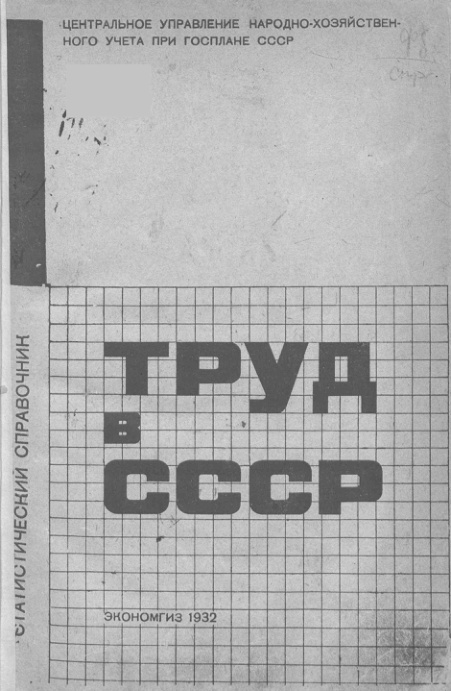 ЦЕНТРАЛЬНОЕ УПРАВЛЕНИЕ НАРОДНО-ХОЗЯЙСТВЕН-
НОГО УЧЕТА ПРИ ГОСПЛАНЕ СССР
СТАТИСТИЧЕСКИЙ СПРАВОЧНИК
ТРУД
В
СССР
ЭКОНОМГИЗ 1932